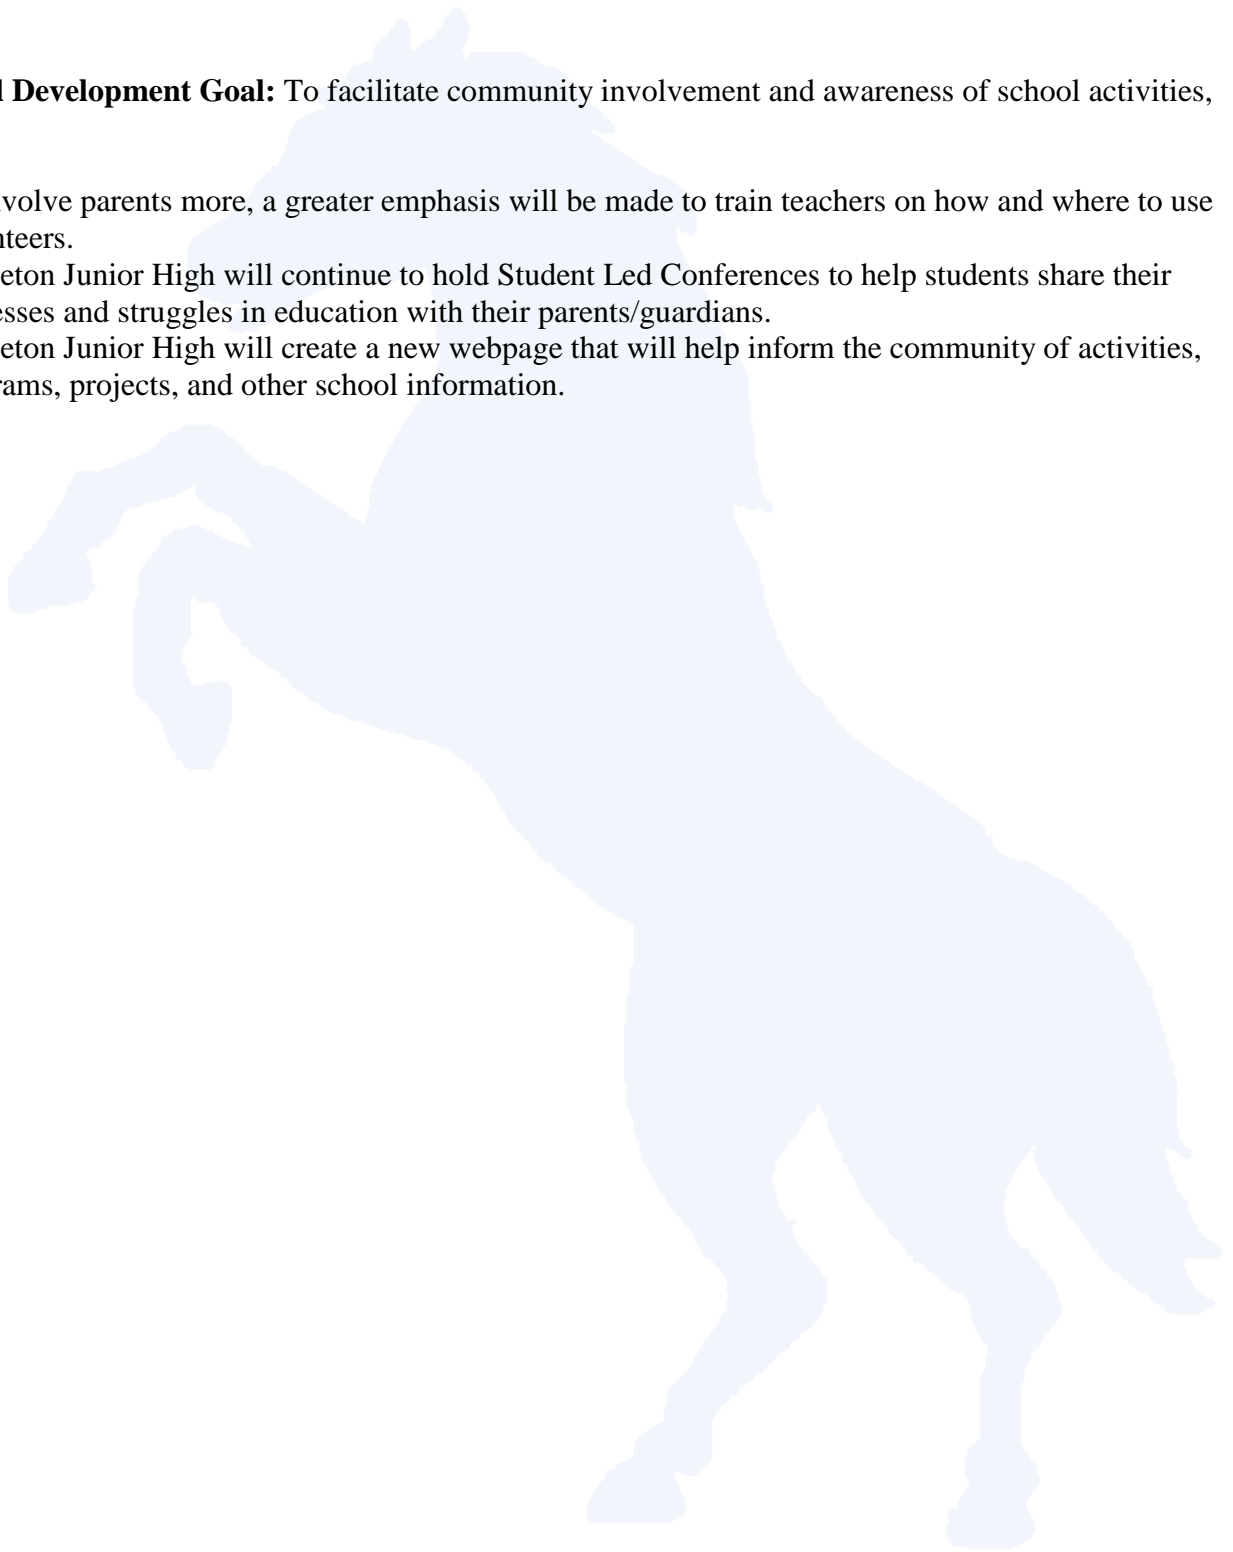 l Development Goal: To facilitate community involvement and awareness of school activities,
volve parents more, a greater emphasis will be made to train teachers on how and where to use
nteers.
eton Junior High will continue to hold Student Led Conferences to help students share their
esses and struggles in education with their parents/guardians.
eton Junior High will create a new webpage that will help inform the community of activities,
rams, projects, and other school information.